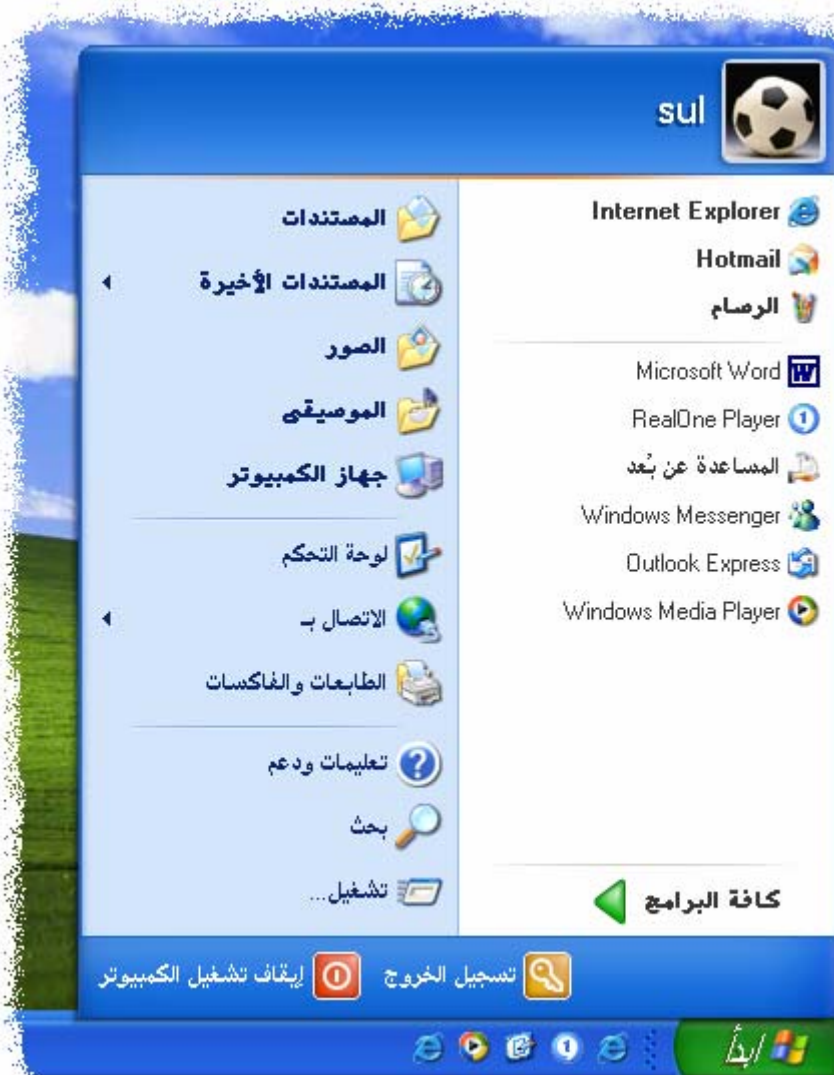 sul
Internet Explorer
Hotmail
الرسام
Microsoft Word
RealOne Player
المساعدة عن بُعد
Windows Messenger
Outlook Express
Windows Media Player
كافة البرامج
المستندات
المستندات الأخيرة
الصور
الموسيقى
جهاز الكمبيوتر
لوحة التحكم
الاتصال بـ
الطابعات والفاكسات
تعليمات ودعم
بحث
تشغيل...
تسجيل الخروج
إيقاف تشغيل الكمبيوتر
ابدأ